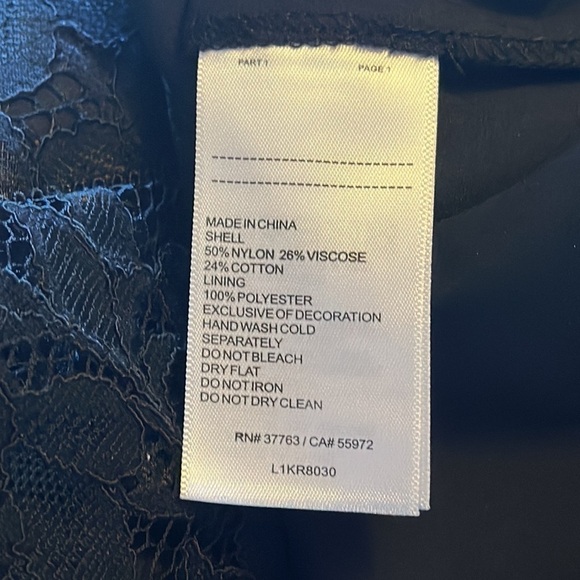 PART 1 PAGE 1
MADE IN CHINA
SHELL
50% NYLON 26% VISCOSE
24% COTTON
LINING
100% POLYESTER
EXCLUSIVE OF DECORATION
HAND WASH COLD
SEPARATELY
DO NOT BLEACH
DRY FLAT
DO NOT IRON
DO NOT DRY CLEAN
RN# 37763 / CA# 55972
L1KR8030